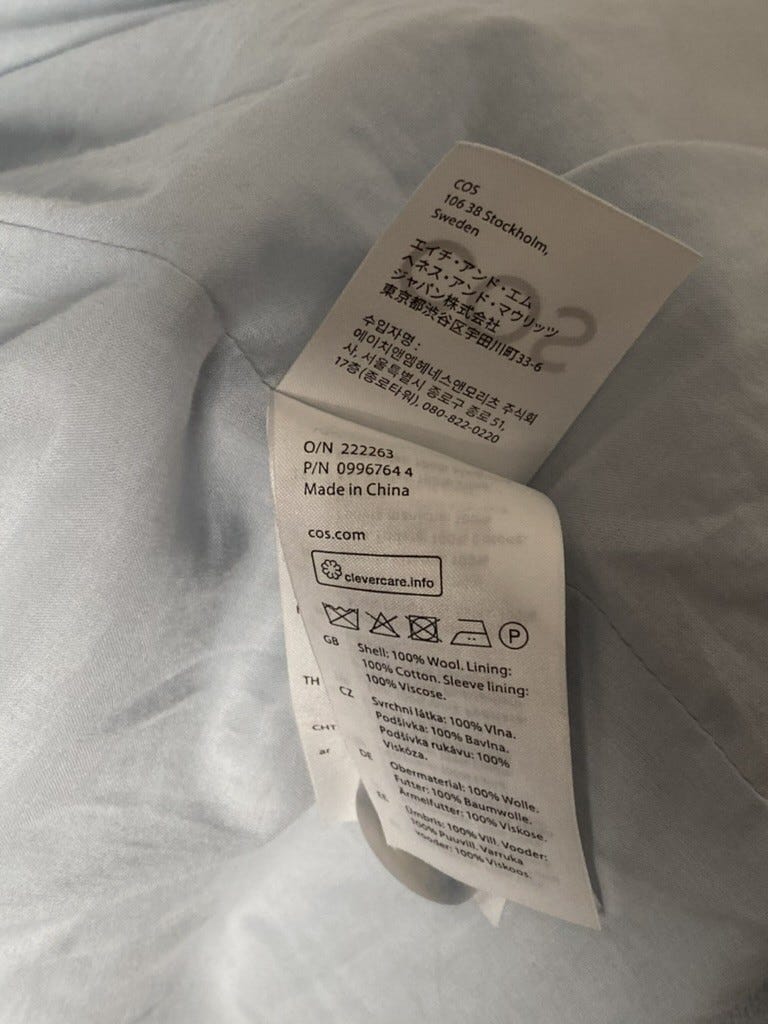 COS
106 38 Stockholm,
Sweden
エイチ・アンド・エム
ヘネス・アンド・マウリッツ
ジャパン株式会社
東京都渋谷区宇田川町33-6
수입자명 :
에이치앤엠헤네스앤모리츠 주식회
사, 서울특별시 종로구 종로 51,
17층(종로타워), 080-822-0220
O/N 222263
P/N 0996764 4
Made in China
cos.com
clevercare.info
P
GB Shell: 100% Wool. Lining:
100% Cotton. Sleeve lining:
100% Viscose.
CZ Svrchní látka: 100% Vlna.
Podšívka: 100% Bavlna.
Podšívka rukávu: 100%
Viskóza.
DE Obermaterial: 100% Wolle.
Futter: 100% Baumwolle.
Ärmelfutter: 100% Viskose.
EE Ümbris: 100% Vill. Vooder:
100% Puuvill. Varruka
vooder: 100% Viskoos.
TH
CHT
ar